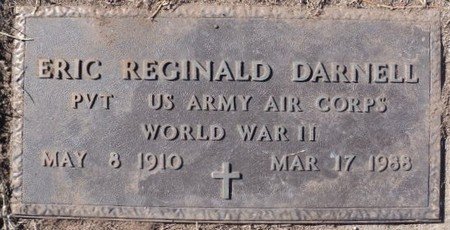 ERIC REGINALD DARNELL
PVT US ARMY AIR CORPS
WORLD WAR II
MAY 8 1910 MAR 17 1988